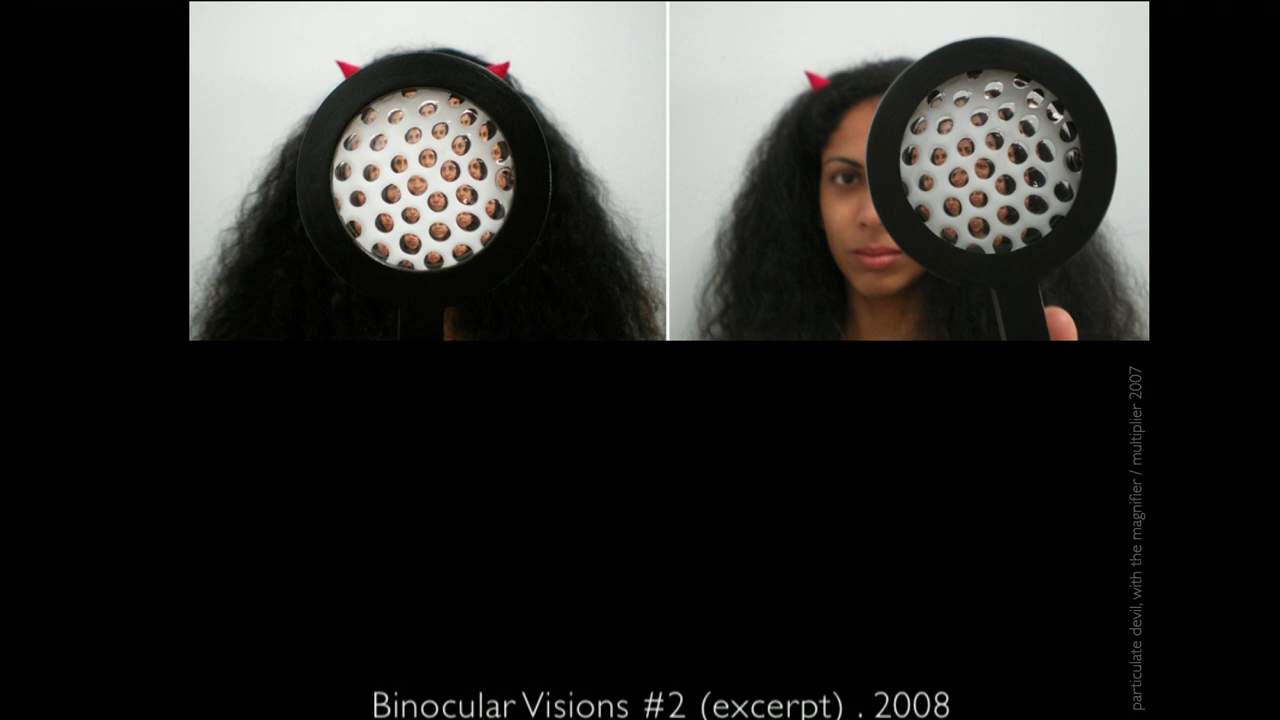 particulate devil, with the magnifier / multiplier 2007
Binocular Visions #2 (excerpt) . 2008